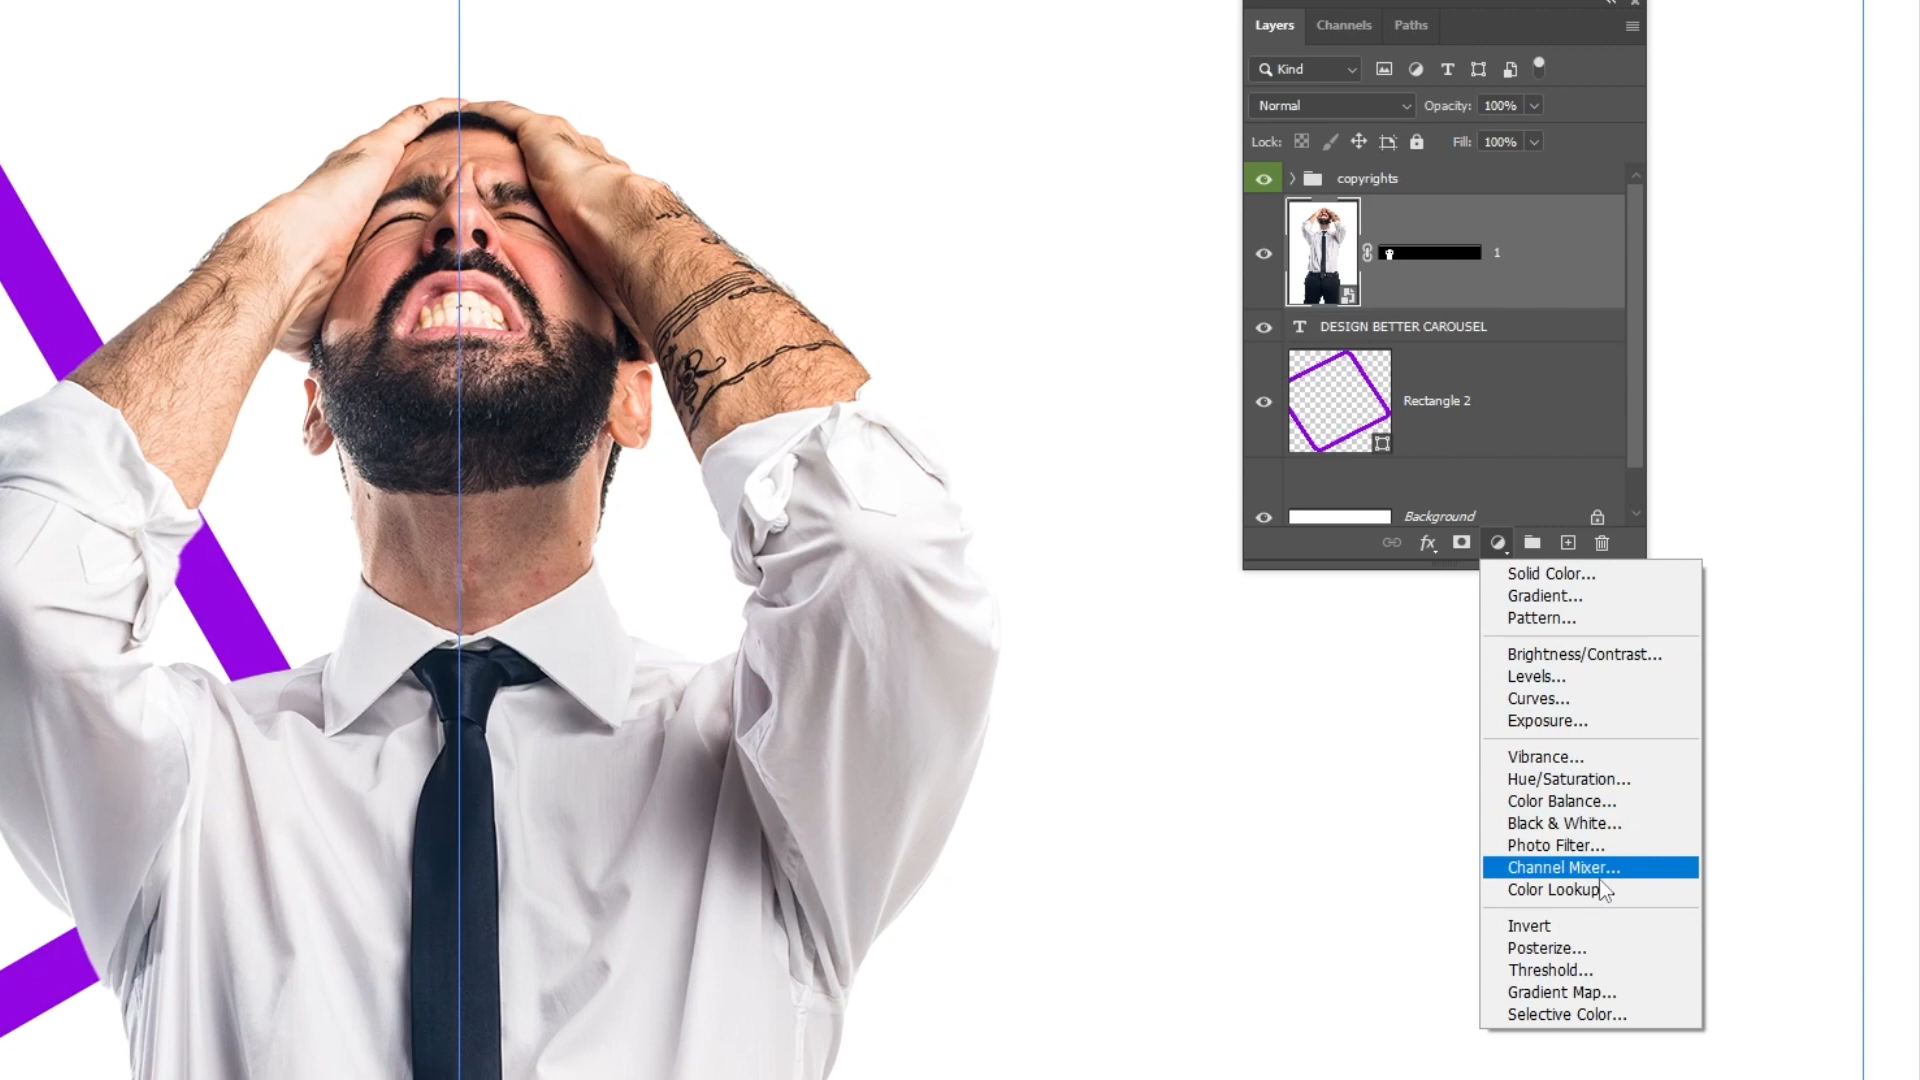 Layers Channels Paths
Kind
Normal Opacity: 100%
Lock: Fill: 100%
copyrights
1
T DESIGN BETTER CAROUSEL
Rectangle 2
Background
fx
Solid Color...
Gradient...
Pattern...
Brightness/Contrast...
Levels...
Curves...
Exposure...
Vibrance...
Hue/Saturation...
Color Balance...
Black & White...
Photo Filter...
Channel Mixer...
Color Lookup...
Invert
Posterize...
Threshold...
Gradient Map...
Selective Color...